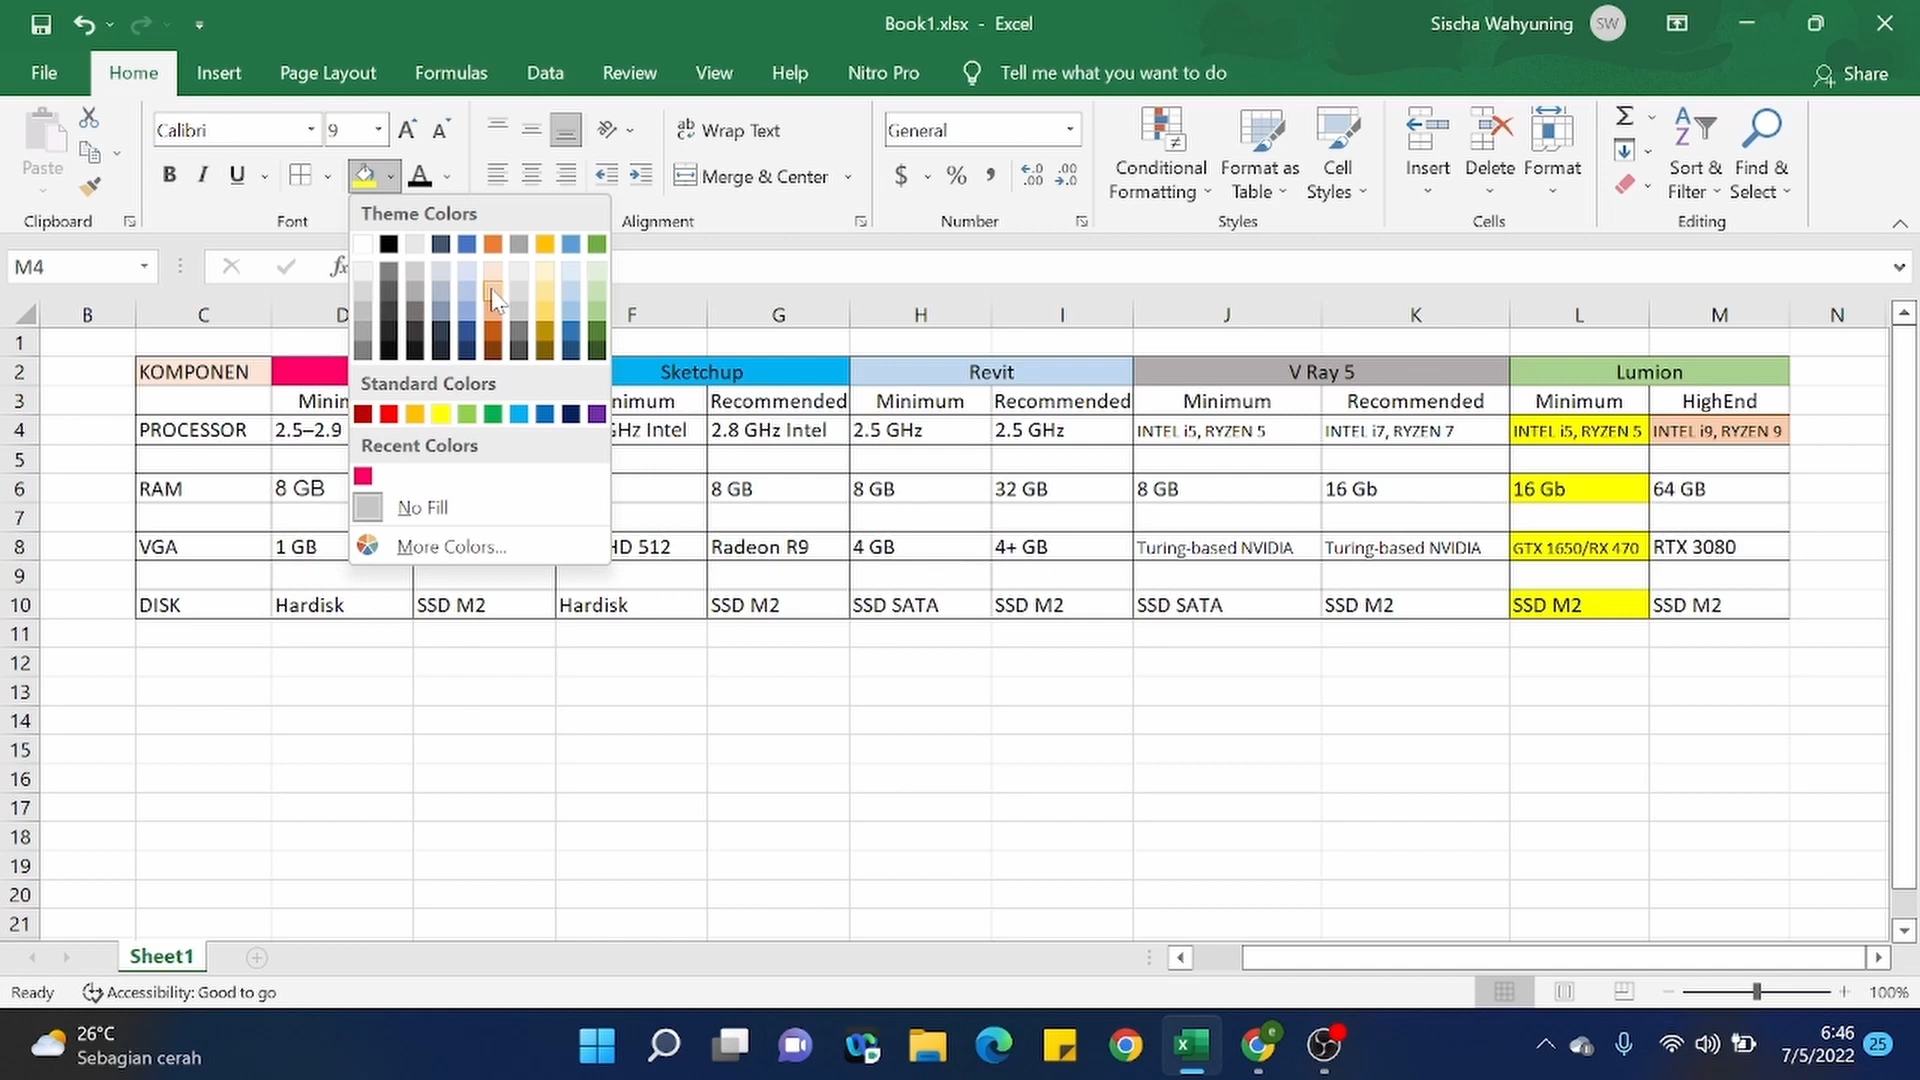 Book1.xlsx - Excel
Sischa Wahyuning SW
File Home Insert Page Layout Formulas Data Review View Help Nitro Pro Tell me what you want to do Share
Paste
Clipboard
Calibri 9
B I U A
Font
ab Wrap Text
Merge & Center
Alignment
General
$ % , .00
Number
Conditional Formatting
Format as Table
Cell Styles
Styles
Insert Delete Format
Cells
Sort & Filter
Find & Select
Editing
M4 fx
Theme Colors
Standard Colors
Recent Colors
No Fill
More Colors...
B C D F G H I J K L M N
1
2 KOMPONEN Sketchup Revit V Ray 5 Lumion
3 Recommended Minimum Recommended Minimum Recommended Minimum HighEnd
4 PROCESSOR 2.5–2.9 GHz Intel 2.8 GHz Intel 2.5 GHz 2.5 GHz INTEL i5, RYZEN 5 INTEL i7, RYZEN 7 INTEL i5, RYZEN 5 INTEL i9, RYZEN 9
5
6 RAM 8 GB 8 GB 8 GB 32 GB 8 GB 16 Gb 16 Gb 64 GB
7
8 VGA 1 GB HD 512 Radeon R9 4 GB 4+ GB Turing-based NVIDIA Turing-based NVIDIA GTX 1650/RX 470 RTX 3080
9
10 DISK Hardisk SSD M2 Hardisk SSD M2 SSD SATA SSD M2 SSD SATA SSD M2 SSD M2 SSD M2
11
12
13
14
15
16
17
18
19
20
21
Sheet1
Ready Accessibility: Good to go 100%
26°C
Sebagian cerah
6:46
7/5/2022 25